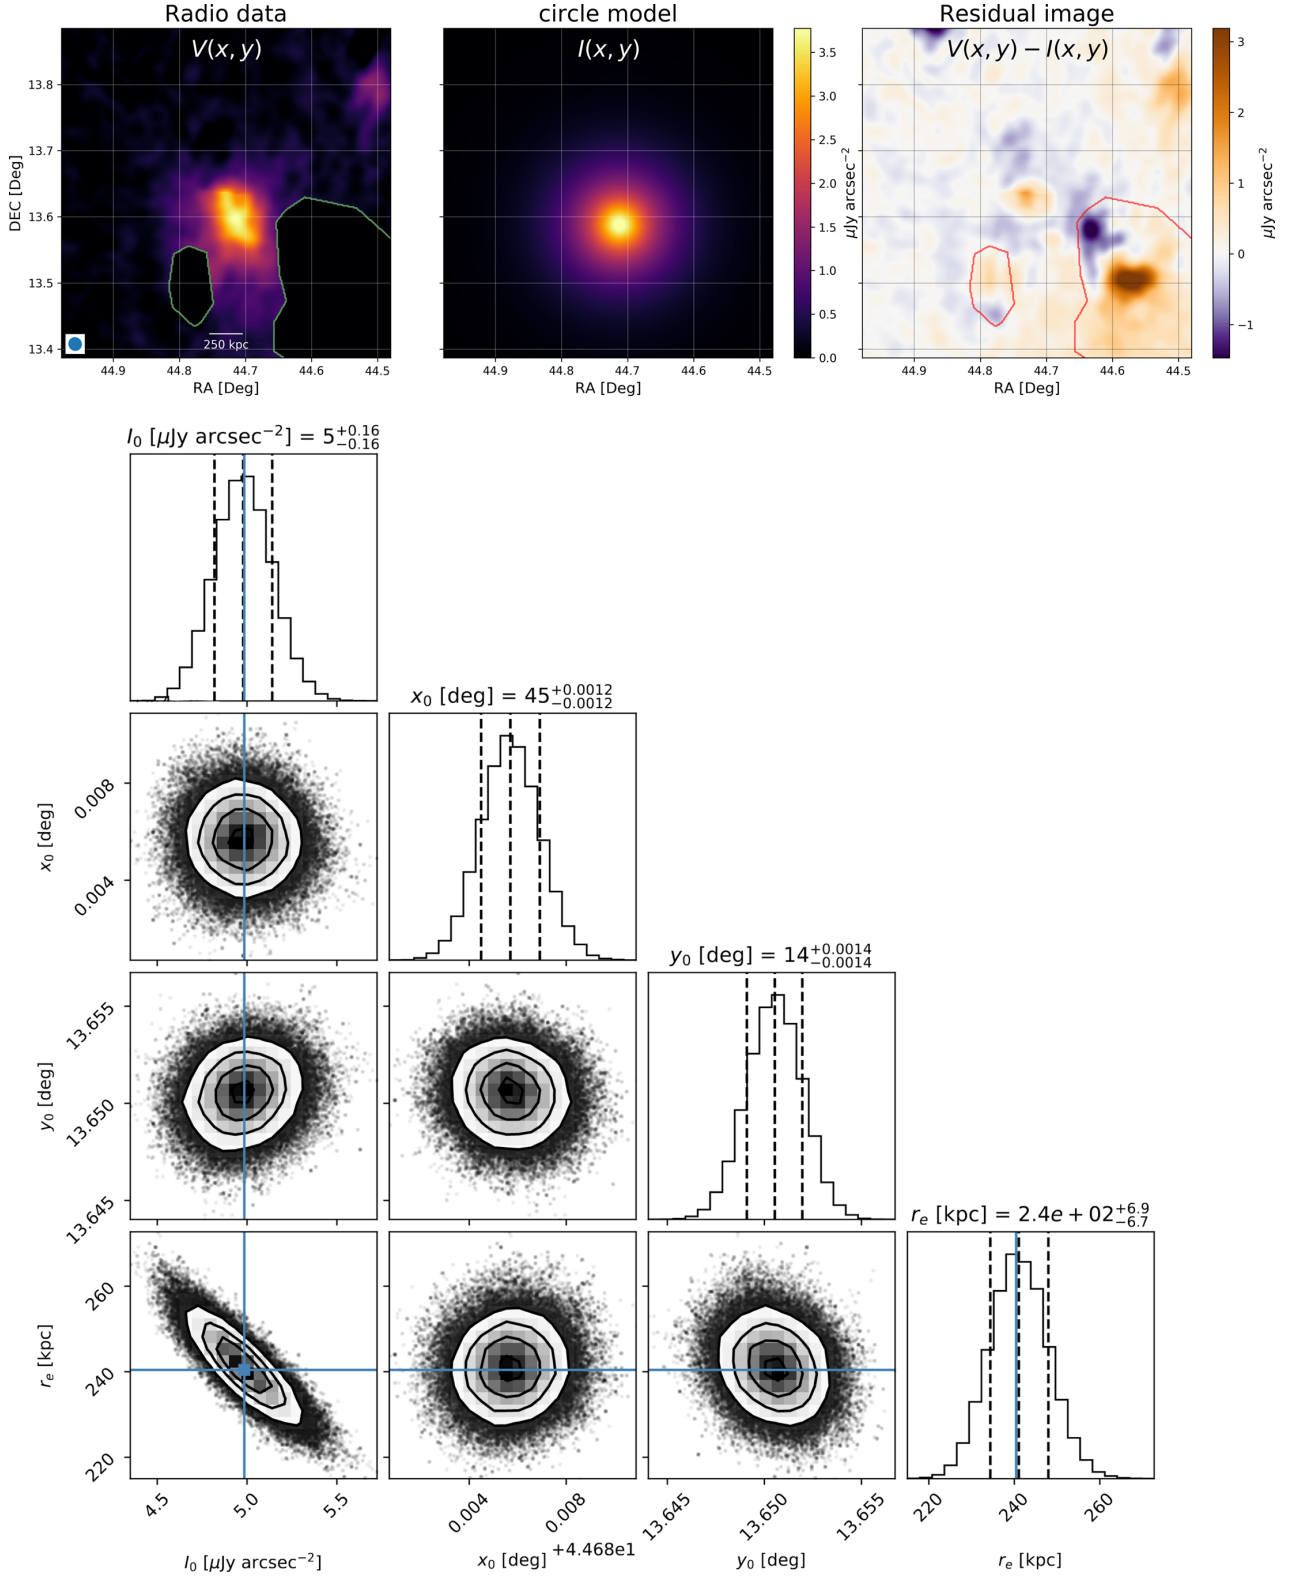 Radio data
circle model
Residual image
V(x, y)
I(x, y)
V(x, y) − I(x, y)
DEC [Deg]
13.8
13.7
13.6
13.5
13.4
250 kpc
44.9 44.8 44.7 44.6 44.5
RA [Deg]
44.9 44.8 44.7 44.6 44.5
RA [Deg]
3.5
3.0
2.5
2.0
1.5
1.0
0.5
0.0
μJy arcsec−2
44.9 44.8 44.7 44.6 44.5
RA [Deg]
3
2
1
0
−1
μJy arcsec−2
I0 [μJy arcsec−2] = 5+0.16−0.16
x0 [deg] = 45+0.0012−0.0012
x0 [deg]
0.008
0.004
y0 [deg] = 14+0.0014−0.0014
y0 [deg]
13.655
13.650
13.645
re [kpc] = 2.4e + 02+6.9−6.7
re [kpc]
260
240
220
4.5 5.0 5.5
I0 [μJy arcsec−2]
0.004 0.008
x0 [deg] +4.468e1
13.645 13.650 13.655
y0 [deg]
220 240 260
re [kpc]